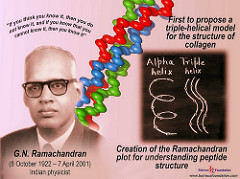 "If you think you know it, then you do
not know it, and if you know that you
cannot know it, then you know it"
First to propose a
triple-helical model
for the structure of
collagen
Alpha Triple
helix helix
G.N. Ramachandran
(8 October 1922 – 7 April 2001)
Indian physicist
Creation of the Ramachandran
plot for understanding peptide
structure